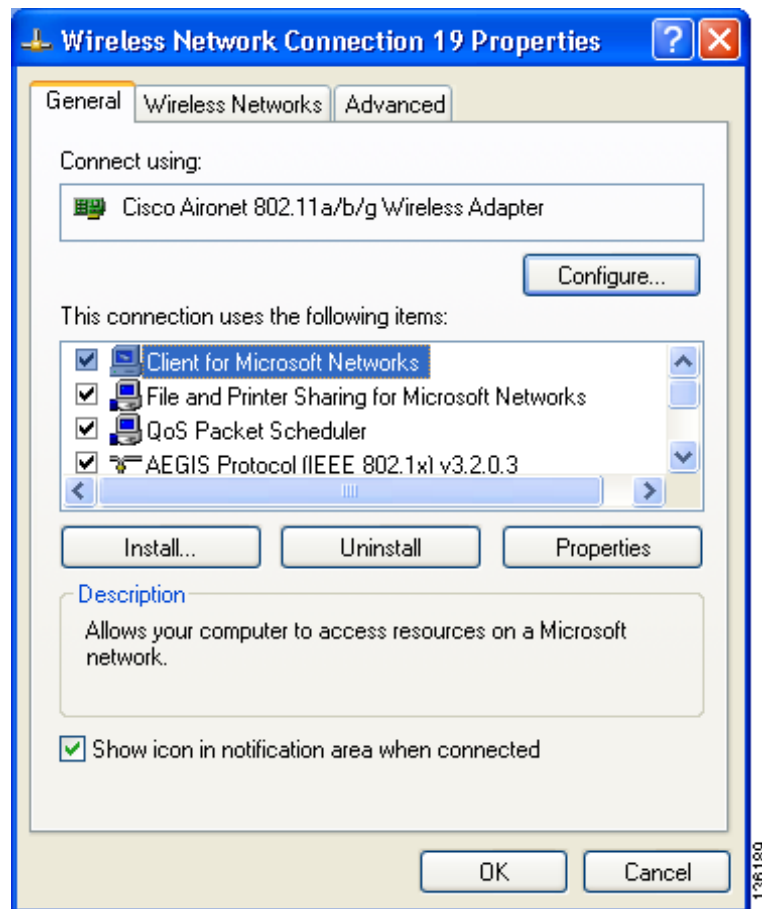 Wireless Network Connection 19 Properties
General
Wireless Networks
Advanced
Connect using:
Cisco Aironet 802.11a/b/g Wireless Adapter
Configure...
This connection uses the following items:
Client for Microsoft Networks
File and Printer Sharing for Microsoft Networks
QoS Packet Scheduler
AEGIS Protocol (IEEE 802.1x) v3.2.0.3
Install...
Uninstall
Properties
Description
Allows your computer to access resources on a Microsoft
network.
Show icon in notification area when connected
OK
Cancel
136189